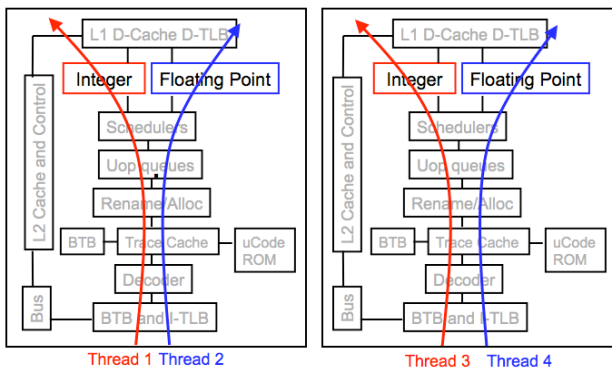 L1 D-Cache D-TLB
Integer
Floating Point
L2 Cache and Control
Schedulers
Uop queues
Rename/Alloc
BTB
Trace Cache
uCode
ROM
Decoder
Bus
BTB and I-TLB
Thread 1
Thread 2
L1 D-Cache D-TLB
Integer
Floating Point
L2 Cache and Control
Schedulers
Uop queues
Rename/Alloc
BTB
Trace Cache
uCode
ROM
Decoder
Bus
BTB and I-TLB
Thread 3
Thread 4